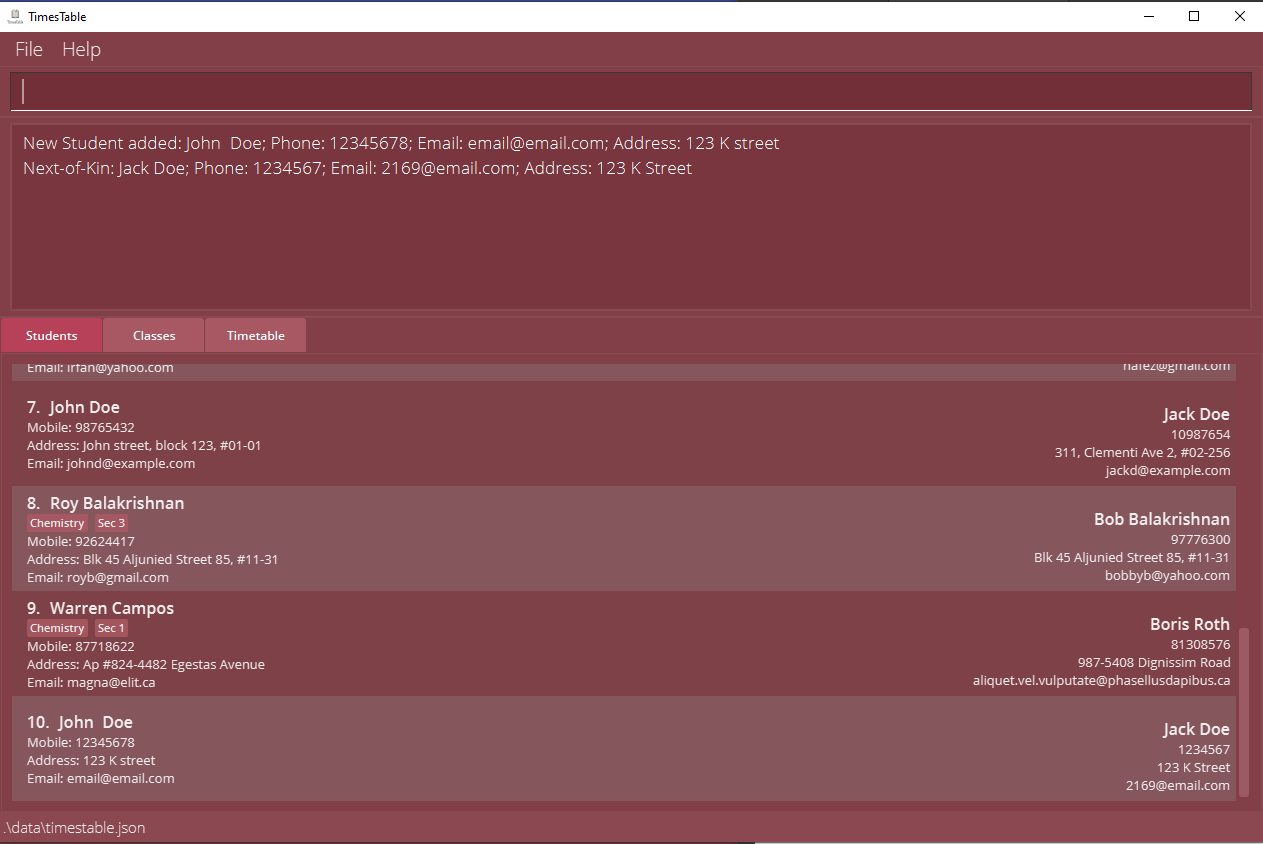 TimesTable
File Help
New Student added: John  Doe; Phone: 12345678; Email: email@email.com; Address: 123 K street
Next-of-Kin: Jack Doe; Phone: 1234567; Email: 2169@email.com; Address: 123 K Street
Students Classes Timetable
Email: irfan@yahoo.com
hafez@gmail.com
7. John Doe
Mobile: 98765432
Address: John street, block 123, #01-01
Email: johnd@example.com
Jack Doe
10987654
311, Clementi Ave 2, #02-256
jackd@example.com
8. Roy Balakrishnan
Chemistry Sec 3
Mobile: 92624417
Address: Blk 45 Aljunied Street 85, #11-31
Email: royb@gmail.com
Bob Balakrishnan
97776300
Blk 45 Aljunied Street 85, #11-31
bobbyb@yahoo.com
9. Warren Campos
Chemistry Sec 1
Mobile: 87718622
Address: Ap #824-4482 Egestas Avenue
Email: magna@elit.ca
Boris Roth
81308576
987-5408 Dignissim Road
aliquet.vel.vulputate@phasellusdapibus.ca
10. John  Doe
Mobile: 12345678
Address: 123 K street
Email: email@email.com
Jack Doe
1234567
123 K Street
2169@email.com
.\data\timestable.json